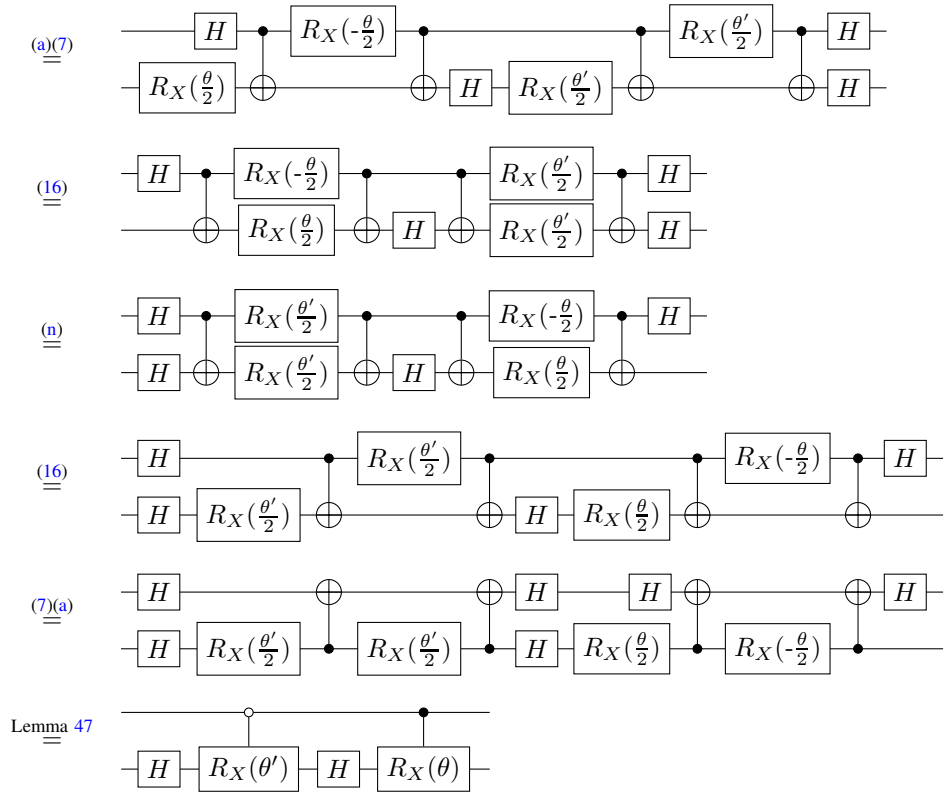 (a)(7)
=
H R_X(-θ/2) R_X(θ'/2) H
R_X(θ/2) H R_X(θ'/2) H
(16)
=
H R_X(-θ/2) R_X(θ'/2) H
R_X(θ/2) H R_X(θ'/2) H
(n)
=
H R_X(θ'/2) R_X(-θ/2) H
H R_X(θ'/2) H R_X(θ/2)
(16)
=
H R_X(θ'/2) R_X(-θ/2) H
H R_X(θ'/2) H R_X(θ/2)
(7)(a)
=
H H H H
H R_X(θ'/2) R_X(θ'/2) H R_X(θ/2) R_X(-θ/2)
Lemma 47
=
H R_X(θ') H R_X(θ)